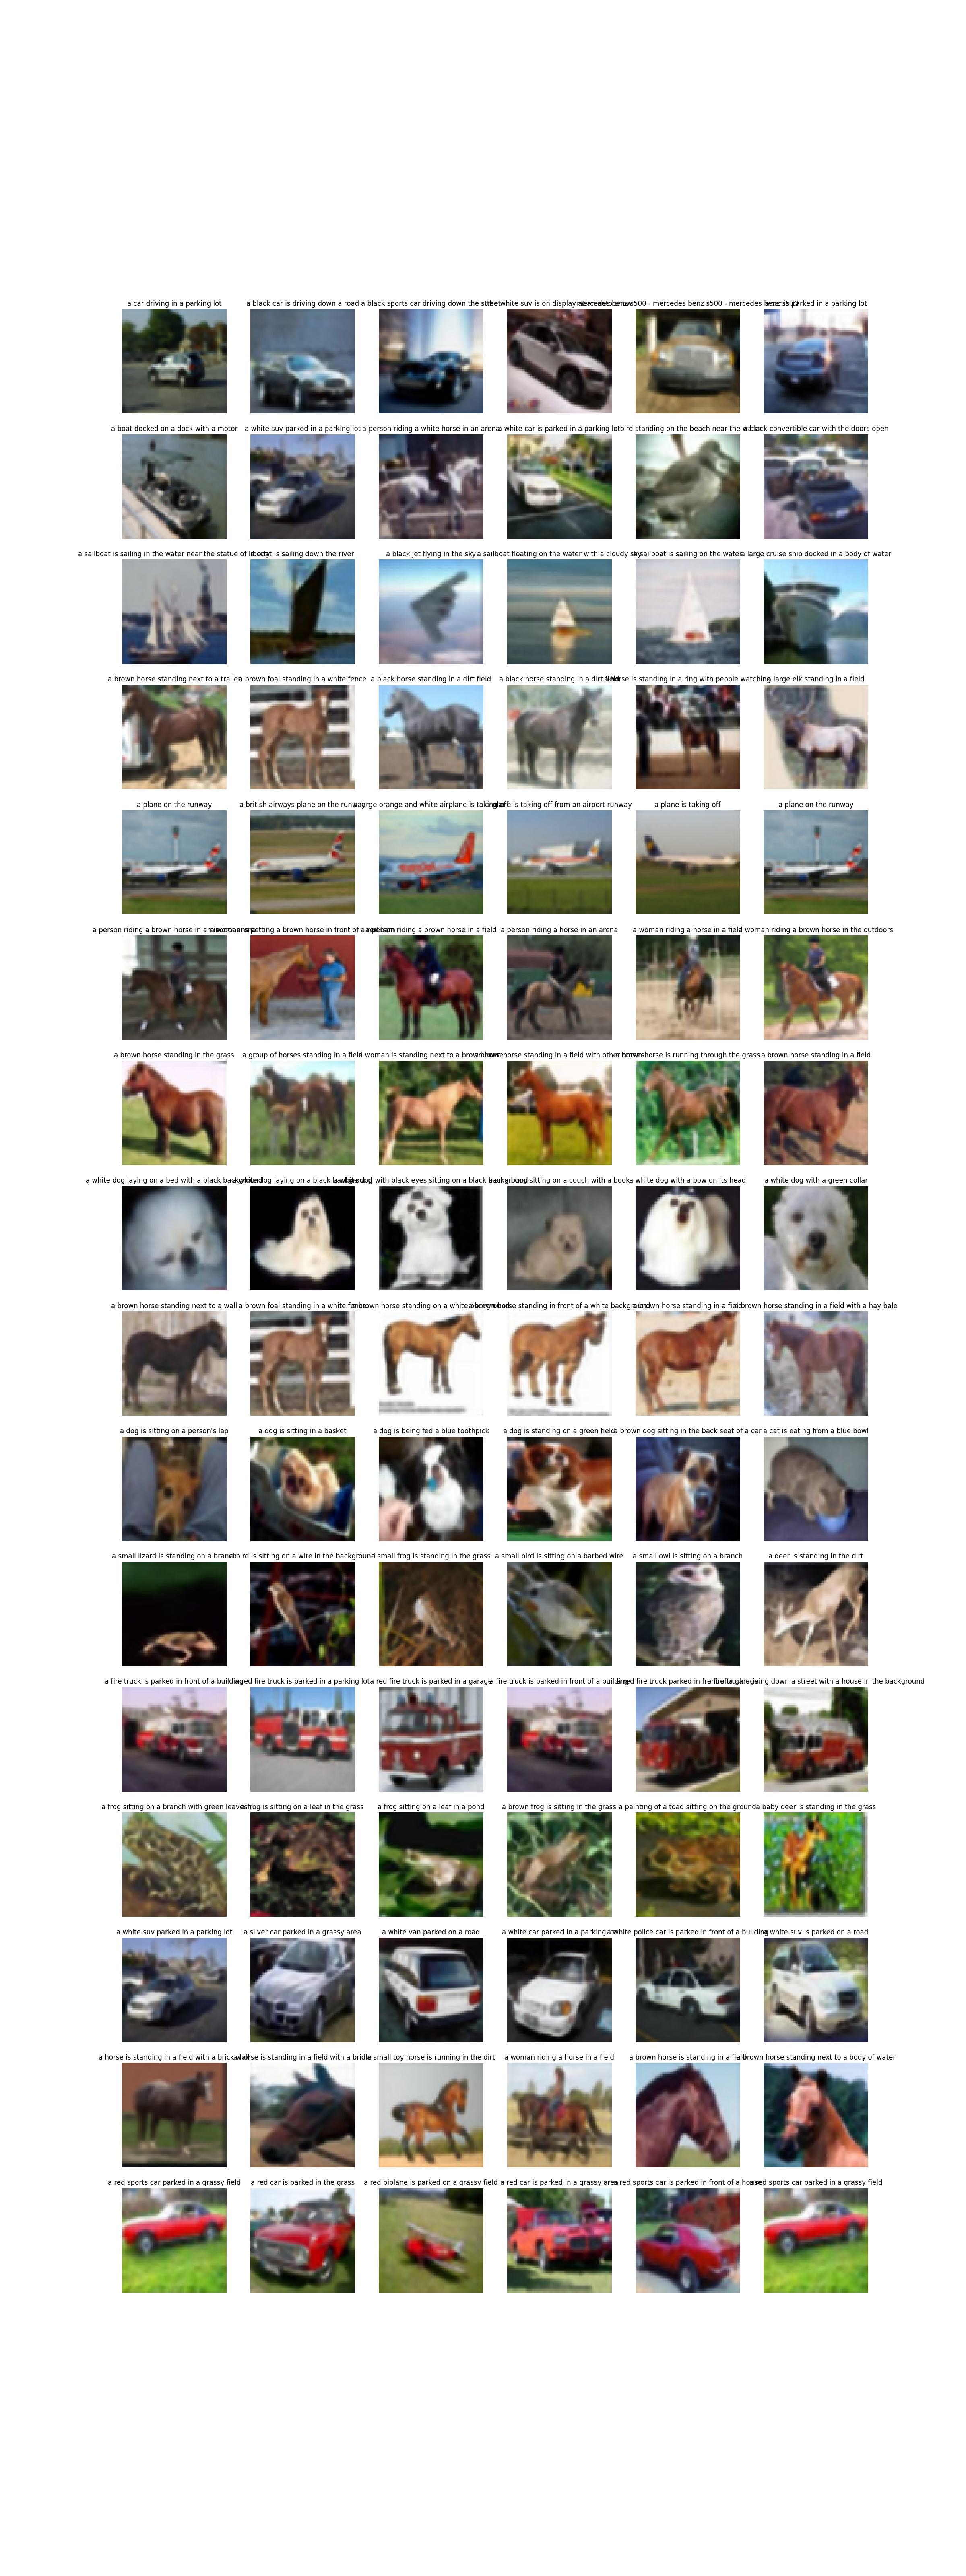 a car driving in a parking lot
a black car is driving down a road
a black sports car driving down the street
a white suv is on display at an auto show
mercedes benz s500 - mercedes benz s500 - mercedes benz s500
a car is parked in a parking lot
a boat docked on a dock with a motor
a white suv parked in a parking lot
a person riding a white horse in an arena
a white car is parked in a parking lot
a bird standing on the beach near the water
a black convertible car with the doors open
a sailboat is sailing in the water near the statue of liberty
a boat is sailing down the river
a black jet flying in the sky
a sailboat floating on the water with a cloudy sky
a sailboat is sailing on the water
a large cruise ship docked in a body of water
a brown horse standing next to a trailer
a brown foal standing in a white fence
a black horse standing in a dirt field
a black horse standing in a dirt field
a horse is standing in a ring with people watching
a large elk standing in a field
a plane on the runway
a british airways plane on the runway
a large orange and white airplane is taking off
a plane is taking off from an airport runway
a plane is taking off
a plane on the runway
a person riding a brown horse in an indoor arena
a woman is petting a brown horse in front of a red barn
a person riding a brown horse in a field
a person riding a horse in an arena
a woman riding a horse in a field
a woman riding a brown horse in the outdoors
a brown horse standing in the grass
a group of horses standing in a field
a woman is standing next to a brown horse
a brown horse standing in a field with other horses
a brown horse is running through the grass
a brown horse standing in a field
a white dog laying on a bed with a black background
a white dog laying on a black background
a white dog with black eyes sitting on a black background
a small dog sitting on a couch with a book
a white dog with a bow on its head
a white dog with a green collar
a brown horse standing next to a wall
a brown foal standing in a white fence
a brown horse standing on a white background
a brown horse standing in front of a white background
a brown horse standing in a field
a brown horse standing in a field with a hay bale
a dog is sitting on a person's lap
a dog is sitting in a basket
a dog is being fed a blue toothpick
a dog is standing on a green field
a brown dog sitting in the back seat of a car
a cat is eating from a blue bowl
a small lizard is standing on a branch
a bird is sitting on a wire in the background
a small frog is standing in the grass
a small bird is sitting on a barbed wire
a small owl is sitting on a branch
a deer is standing in the dirt
a fire truck is parked in front of a building
a red fire truck is parked in a parking lot
a red fire truck is parked in a garage
a fire truck is parked in front of a building
a red fire truck parked in front of a garage
a fire truck driving down a street with a house in the background
a frog sitting on a branch with green leaves
a frog is sitting on a leaf in the grass
a frog sitting on a leaf in a pond
a brown frog is sitting in the grass
a painting of a toad sitting on the ground
a baby deer is standing in the grass
a white suv parked in a parking lot
a silver car parked in a grassy area
a white van parked on a road
a white car parked in a parking lot
a white police car is parked in front of a building
a white suv is parked on a road
a horse is standing in a field with a brick wall
a horse is standing in a field with a bridle
a small toy horse is running in the dirt
a woman riding a horse in a field
a brown horse is standing in a field
a brown horse standing next to a body of water
a red sports car parked in a grassy field
a red car is parked in the grass
a red biplane is parked on a grassy field
a red car is parked in a grassy area
a red sports car is parked in front of a house
a red sports car parked in a grassy field